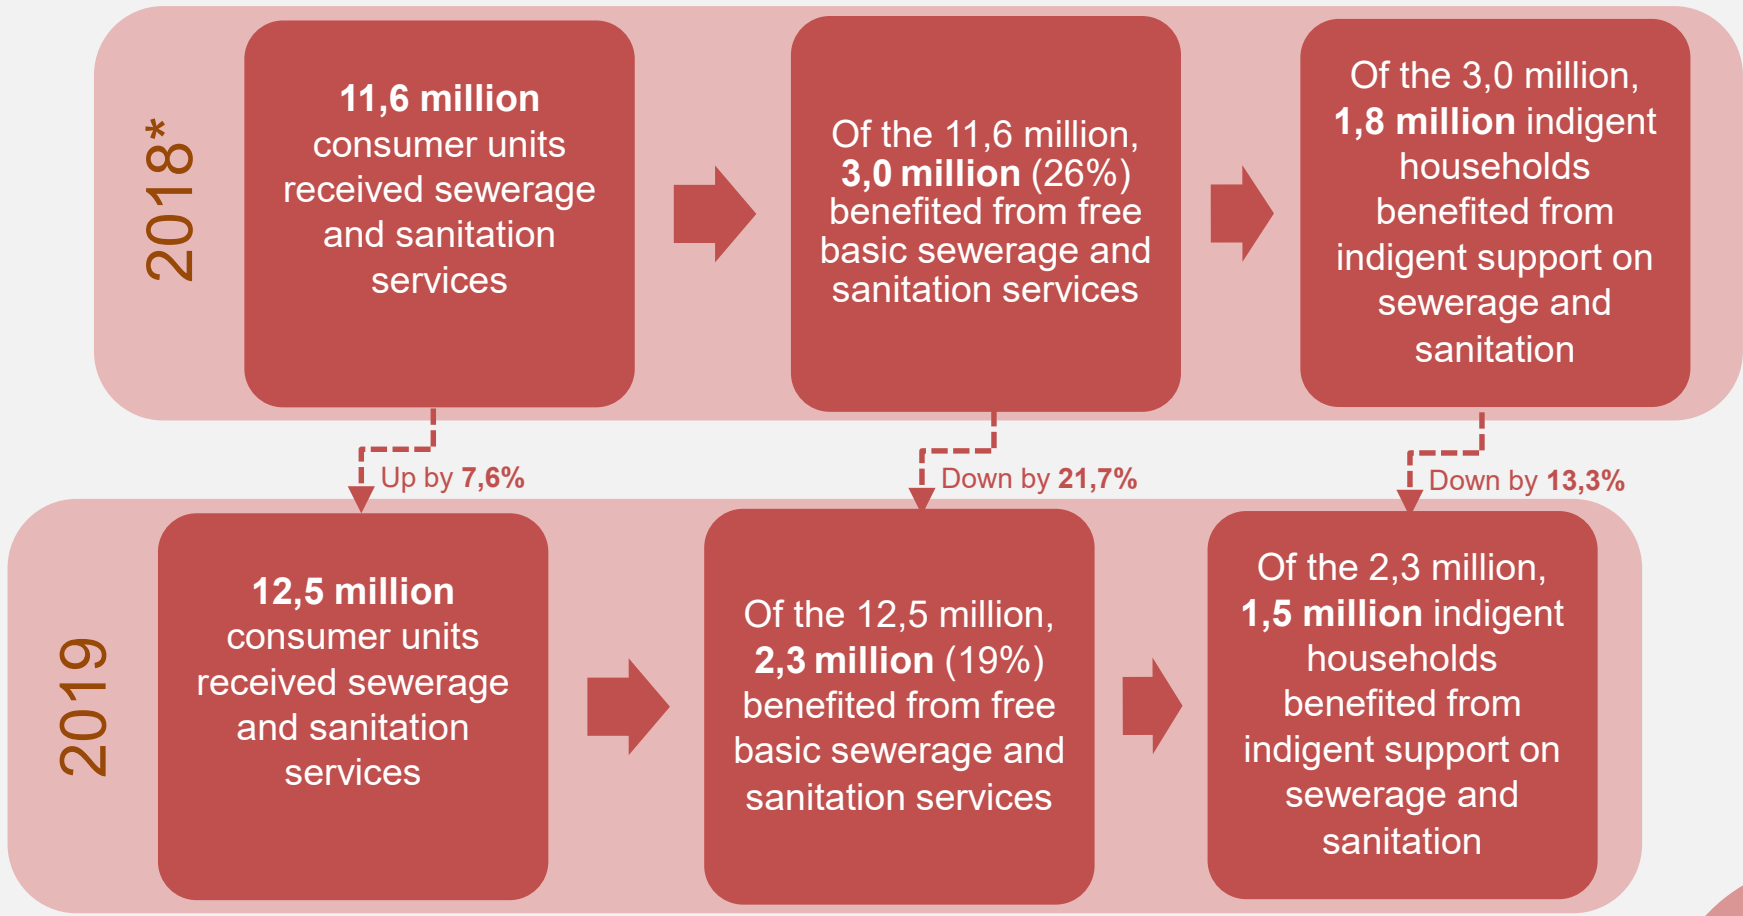 2018*
11,6 million
consumer units
received sewerage
and sanitation
services
Of the 11,6 million,
3,0 million (26%)
benefited from free
basic sewerage and
sanitation services
Of the 3,0 million,
1,8 million indigent
households
benefited from
indigent support on
sewerage and
sanitation
Up by 7,6%
Down by 21,7%
Down by 13,3%
2019
12,5 million
consumer units
received sewerage
and sanitation
services
Of the 12,5 million,
2,3 million (19%)
benefited from free
basic sewerage and
sanitation services
Of the 2,3 million,
1,5 million indigent
households
benefited from
indigent support on
sewerage and
sanitation